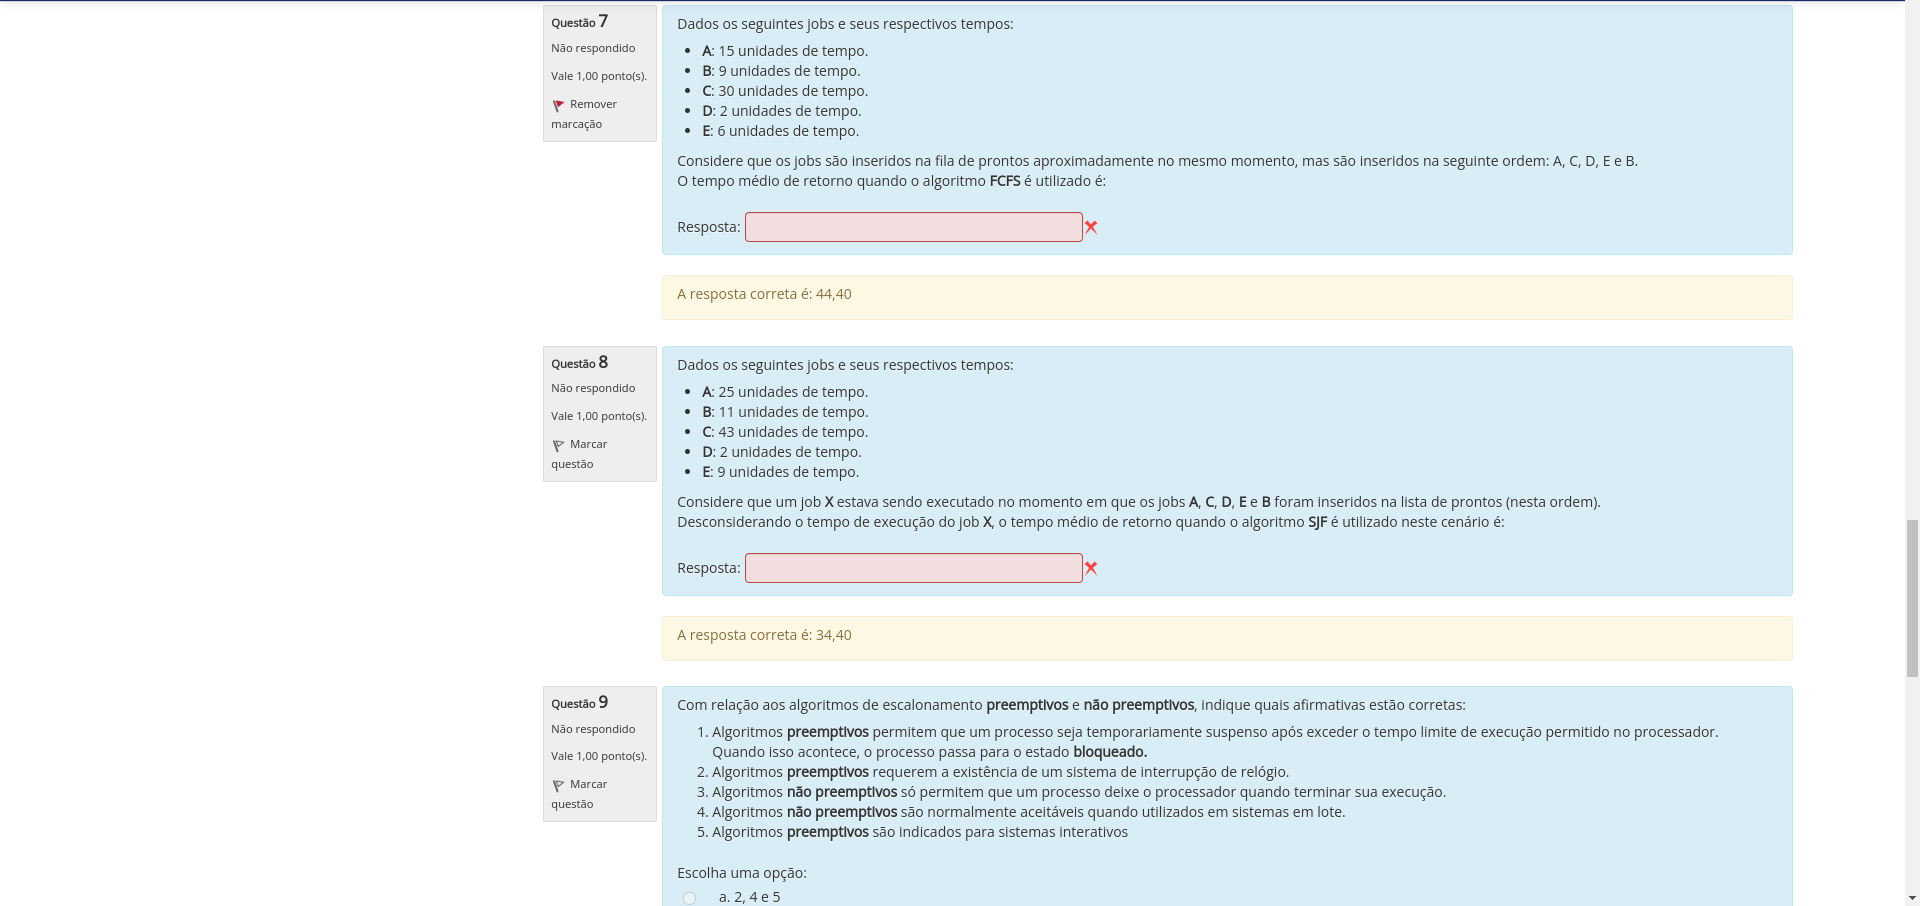 Questão 7
Não respondido
Vale 1,00 ponto(s).
Remover
marcação
Dados os seguintes jobs e seus respectivos tempos:
A: 15 unidades de tempo.
B: 9 unidades de tempo.
C: 30 unidades de tempo.
D: 2 unidades de tempo.
E: 6 unidades de tempo.
Considere que os jobs são inseridos na fila de prontos aproximadamente no mesmo momento, mas são inseridos na seguinte ordem: A, C, D, E e B.
O tempo médio de retorno quando o algoritmo FCFS é utilizado é:
Resposta:
A resposta correta é: 44,40
Questão 8
Não respondido
Vale 1,00 ponto(s).
Marcar
questão
Dados os seguintes jobs e seus respectivos tempos:
A: 25 unidades de tempo.
B: 11 unidades de tempo.
C: 43 unidades de tempo.
D: 2 unidades de tempo.
E: 9 unidades de tempo.
Considere que um job X estava sendo executado no momento em que os jobs A, C, D, E e B foram inseridos na lista de prontos (nesta ordem).
Desconsiderando o tempo de execução do job X, o tempo médio de retorno quando o algoritmo SJF é utilizado neste cenário é:
Resposta:
A resposta correta é: 34,40
Questão 9
Não respondido
Vale 1,00 ponto(s).
Marcar
questão
Com relação aos algoritmos de escalonamento preemptivos e não preemptivos, indique quais afirmativas estão corretas:
1. Algoritmos preemptivos permitem que um processo seja temporariamente suspenso após exceder o tempo limite de execução permitido no processador.
Quando isso acontece, o processo passa para o estado bloqueado.
2. Algoritmos preemptivos requerem a existência de um sistema de interrupção de relógio.
3. Algoritmos não preemptivos só permitem que um processo deixe o processador quando terminar sua execução.
4. Algoritmos não preemptivos são normalmente aceitáveis quando utilizados em sistemas em lote.
5. Algoritmos preemptivos são indicados para sistemas interativos
Escolha uma opção:
a. 2, 4 e 5